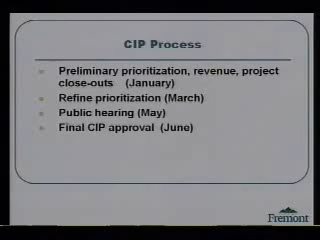 CIP Process
Preliminary prioritization, revenue, project
close-outs (January)
Refine prioritization (March)
Public hearing (May)
Final CIP approval (June)
Fremont